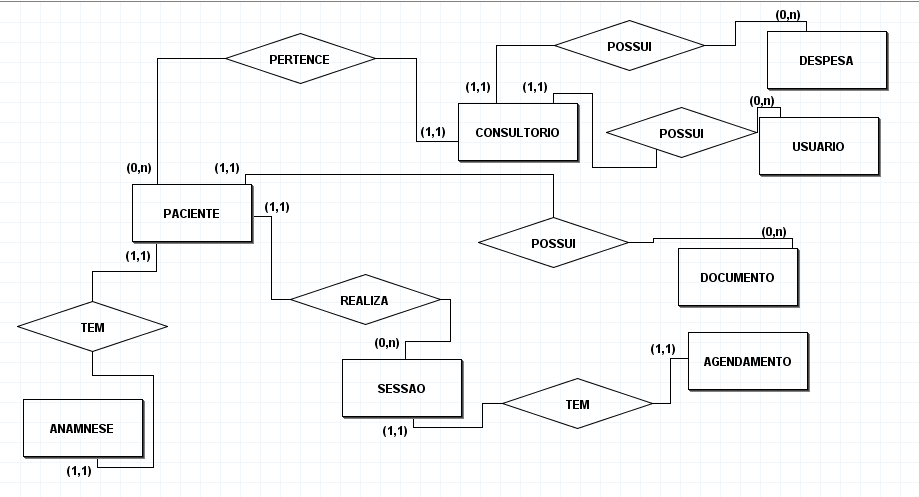 (0,n)
POSSUI
PERTENCE
DESPESA
(1,1)
(1,1)
(0,n)
(1,1)
CONSULTORIO
POSSUI
USUARIO
(0,n)
(1,1)
(1,1)
PACIENTE
(0,n)
POSSUI
(1,1)
DOCUMENTO
REALIZA
TEM
(0,n)
(1,1)
AGENDAMENTO
SESSAO
TEM
ANAMNESE
(1,1)
(1,1)